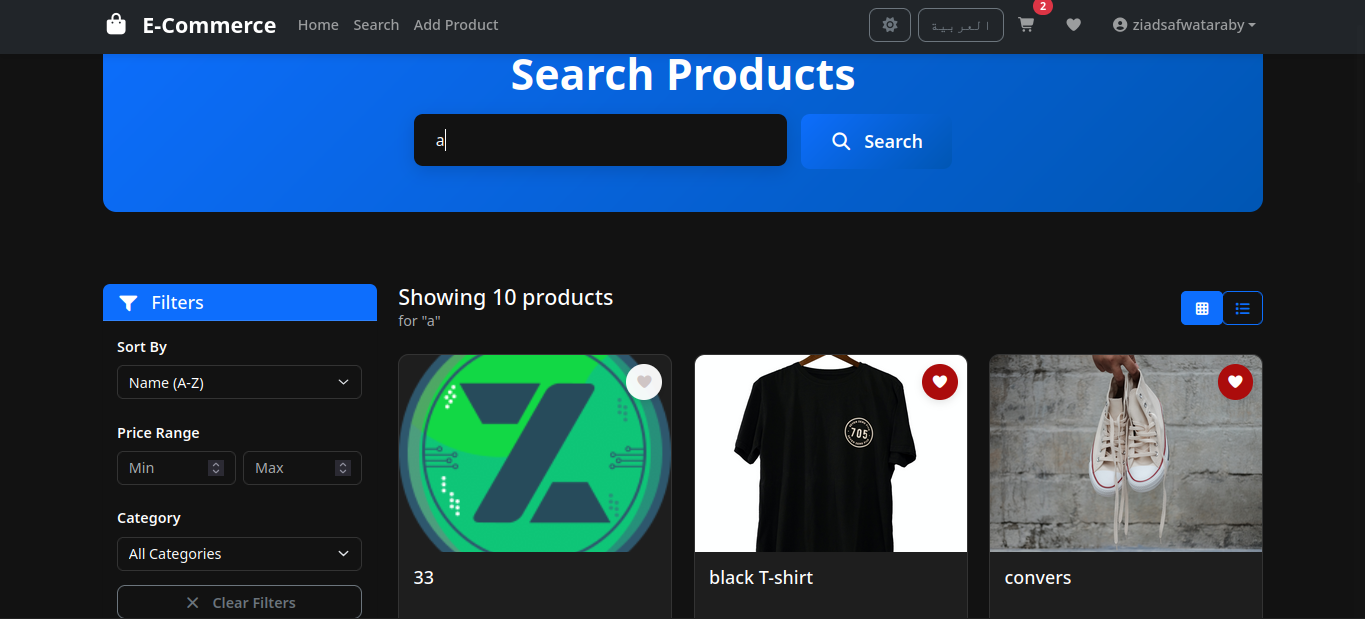 E-Commerce Home Search Add Product العربية 2 ziadsafwataraby
Search Products
a Search
Filters
Sort By
Name (A-Z)
Price Range
Min Max
Category
All Categories
Clear Filters
Showing 10 products
for "a"
705
33 black T-shirt convers